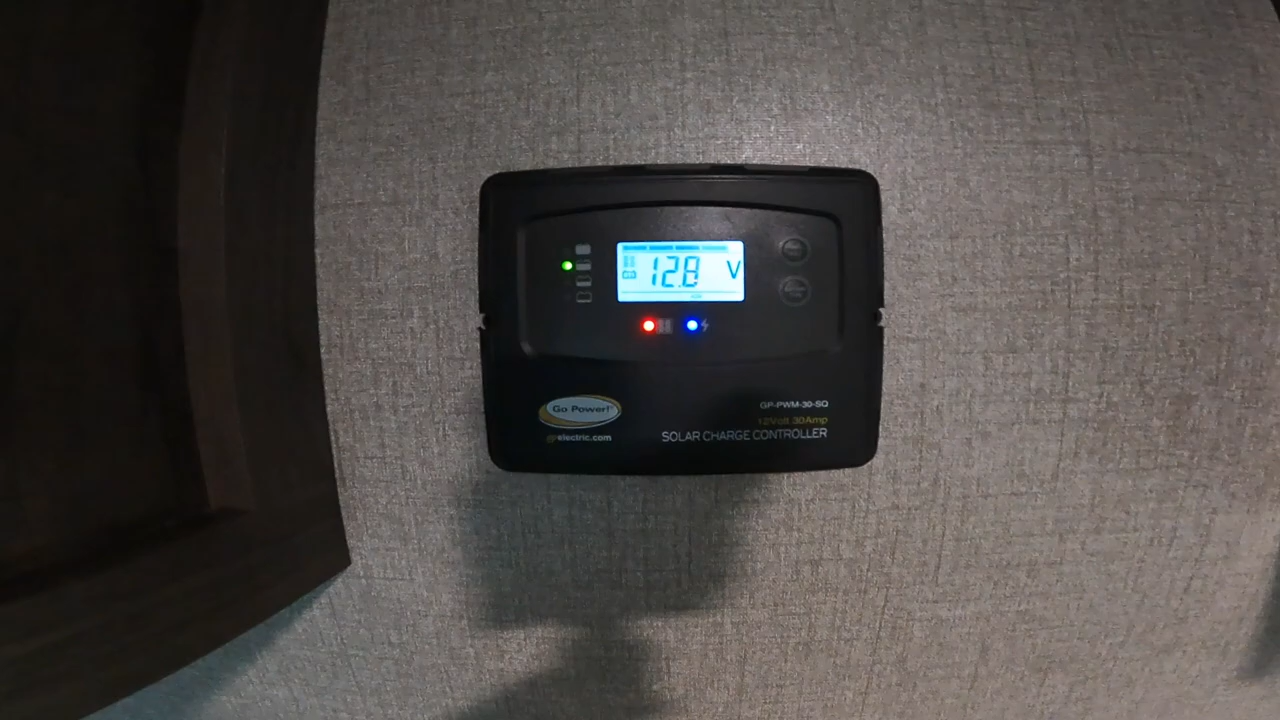 12.8 V
Go Power!
gpelectric.com
GP-PWM-30-SQ
12Volt 30Amp
SOLAR CHARGE CONTROLLER